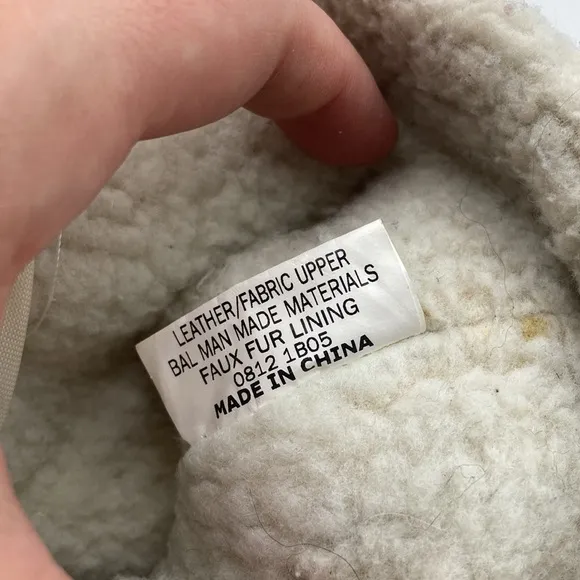 LEATHER/FABRIC UPPER
BAL MAN MADE MATERIALS
FAUX FUR LINING
0812 1B05
MADE IN CHINA